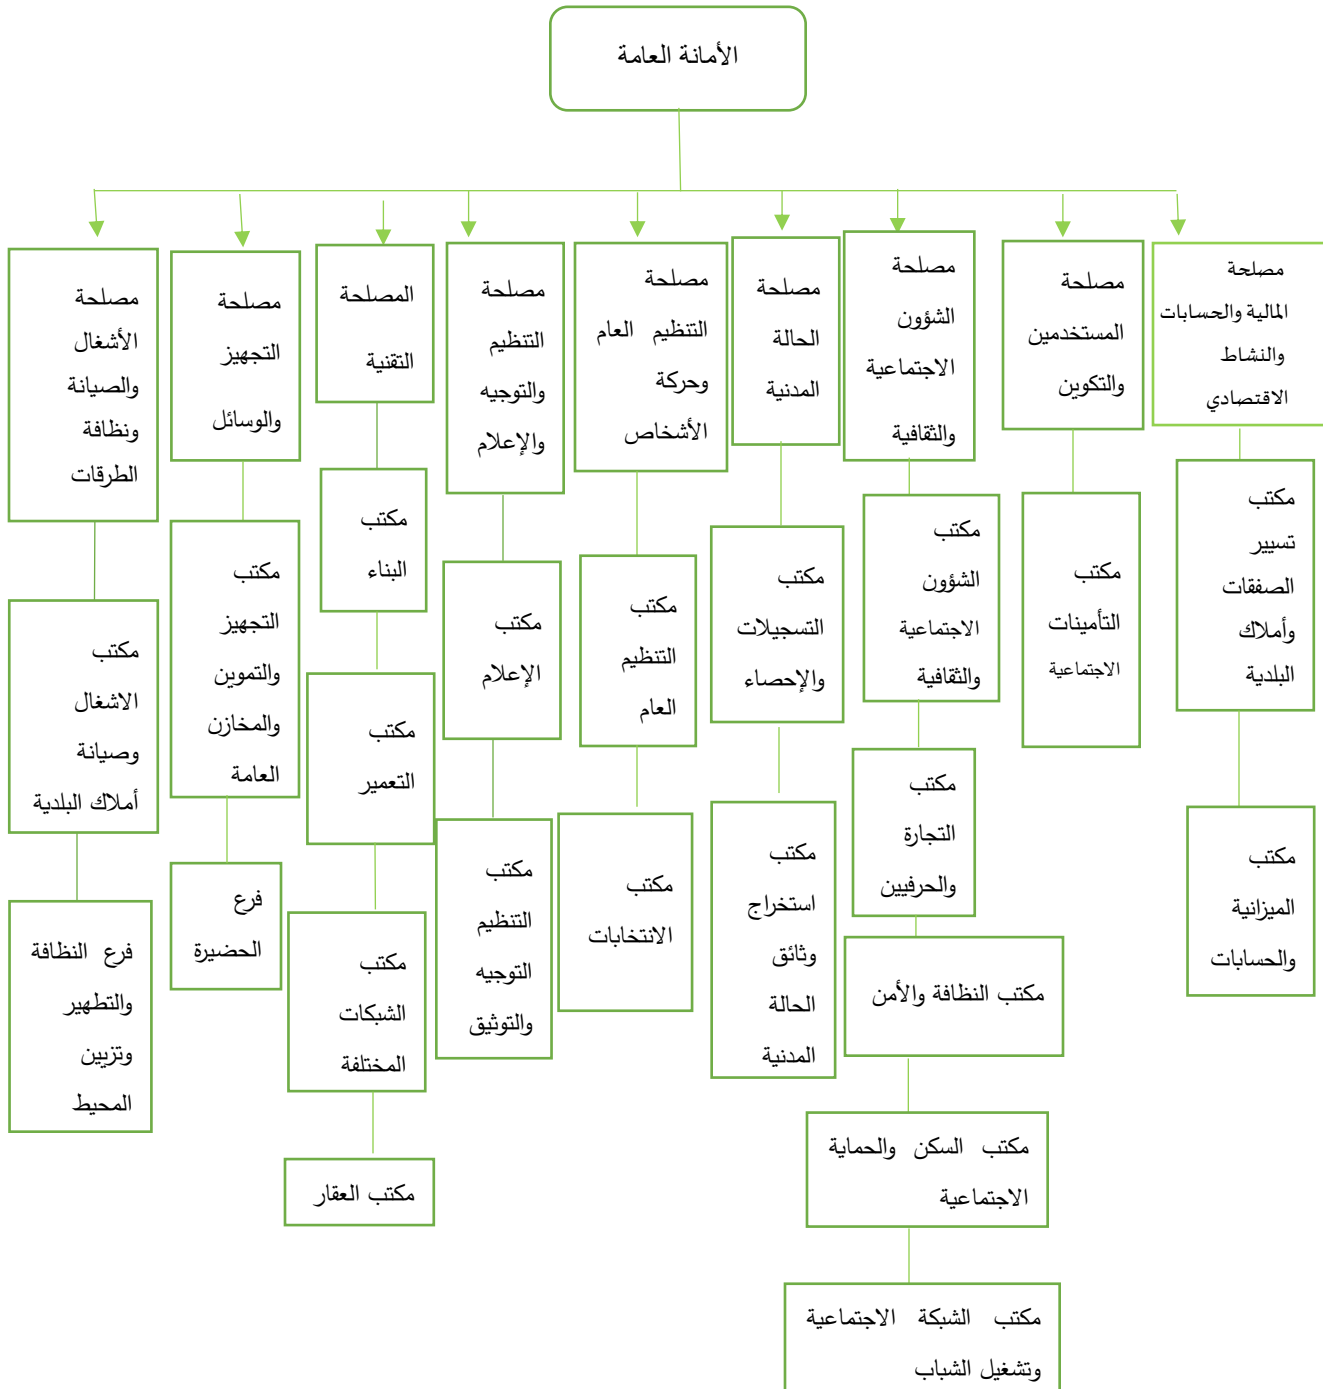 الأمانة العامة
مصلحة
المالية والحسابات
والنشاط
الاقتصادي
مكتب
تسيير
الصفقات
وأملاك
البلدية
مكتب
الميزانية
والحسابات
مصلحة
المستخدمين
والتكوين
مكتب
التأمينات
الاجتماعية
مصلحة
الشؤون
الاجتماعية
والثقافية
مكتب
الشؤون
الاجتماعية
والثقافية
مكتب
التجارة
والحرفيين
مكتب النظافة والأمن
مكتب السكن والحماية
الاجتماعية
مكتب الشبكة الاجتماعية
وتشغيل الشباب
مصلحة
الحالة
المدنية
مكتب
التسجيلات
والإحصاء
مكتب
استخراج
وثائق
الحالة
المدنية
مصلحة
التنظيم العام
وحركة
الأشخاص
مكتب
التنظيم
العام
مكتب
الانتخابات
مصلحة
التنظيم
والتوجيه
والإعلام
مكتب
الإعلام
مكتب
التنظيم
التوجيه
والتوثيق
المصلحة
التقنية
مكتب
البناء
مكتب
التعمير
مكتب
الشبكات
المختلفة
مكتب العقار
مصلحة
التجهيز
والوسائل
مكتب
التجهيز
والتموين
والمخازن
العامة
فرع
الحضيرة
مصلحة
الأشغال
والصيانة
ونظافة
الطرقات
مكتب
الاشغال
وصيانة
أملاك البلدية
فرع النظافة
والتطهير
وتزيين
المحيط